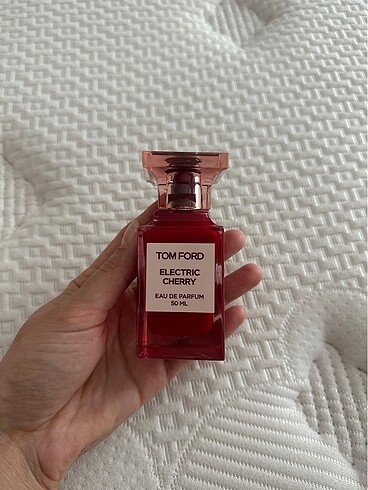 TOM FORD
ELECTRIC
CHERRY
EAU DE PARFUM
50 ML